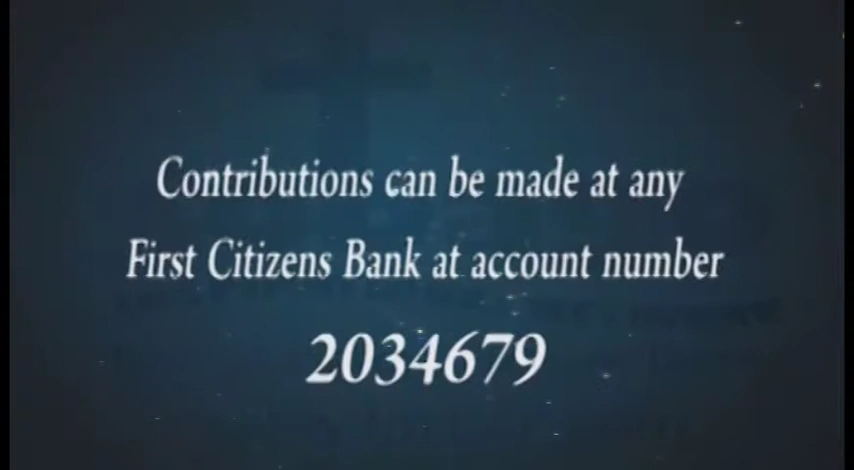 Contributions can be made at any
First Citizens Bank at account number
2034679